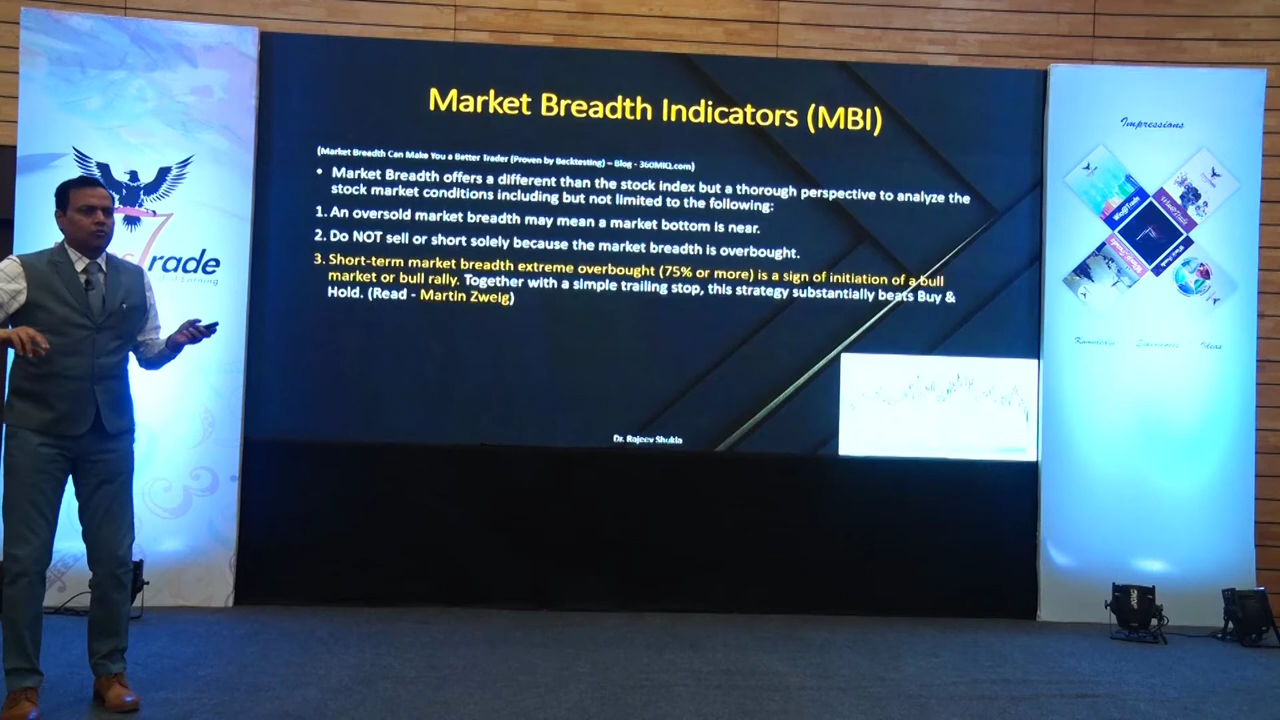 Market Breadth Indicators (MBI)
(Market Breadth Can Make You a Better Trader (Proven by Backtesting) – Blog - 360MiQ.com)
• Market Breadth offers a different than the stock index but a thorough perspective to analyze the
stock market conditions including but not limited to the following:
1. An oversold market breadth may mean a market bottom is near.
2. Do NOT sell or short solely because the market breadth is overbought.
3. Short-term market breadth extreme overbought (75% or more) is a sign of initiation of a bull
market or bull rally. Together with a simple trailing stop, this strategy substantially beats Buy &
Hold. (Read - Martin Zweig)
Dr. Rajeev Shukla
Trade
Learning
Impressions
Knowledge
Experience
Ideas